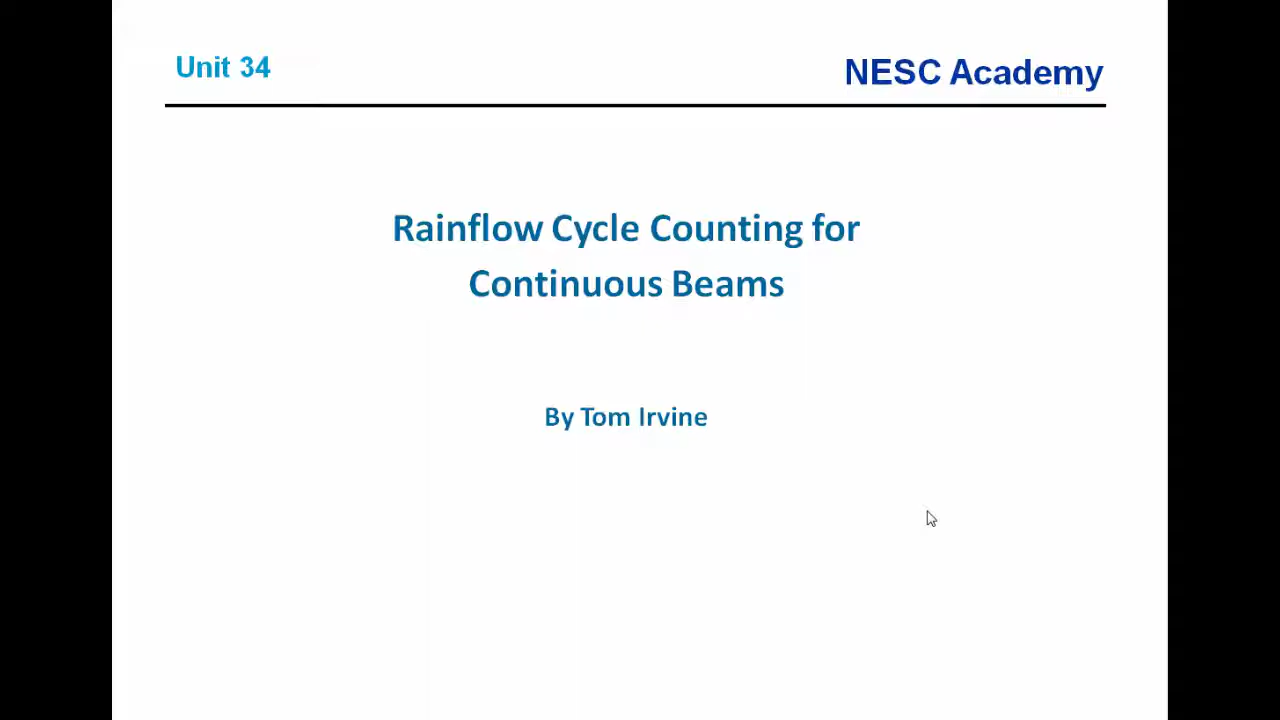 Unit 34
NESC Academy
Rainflow Cycle Counting for
Continuous Beams
By Tom Irvine